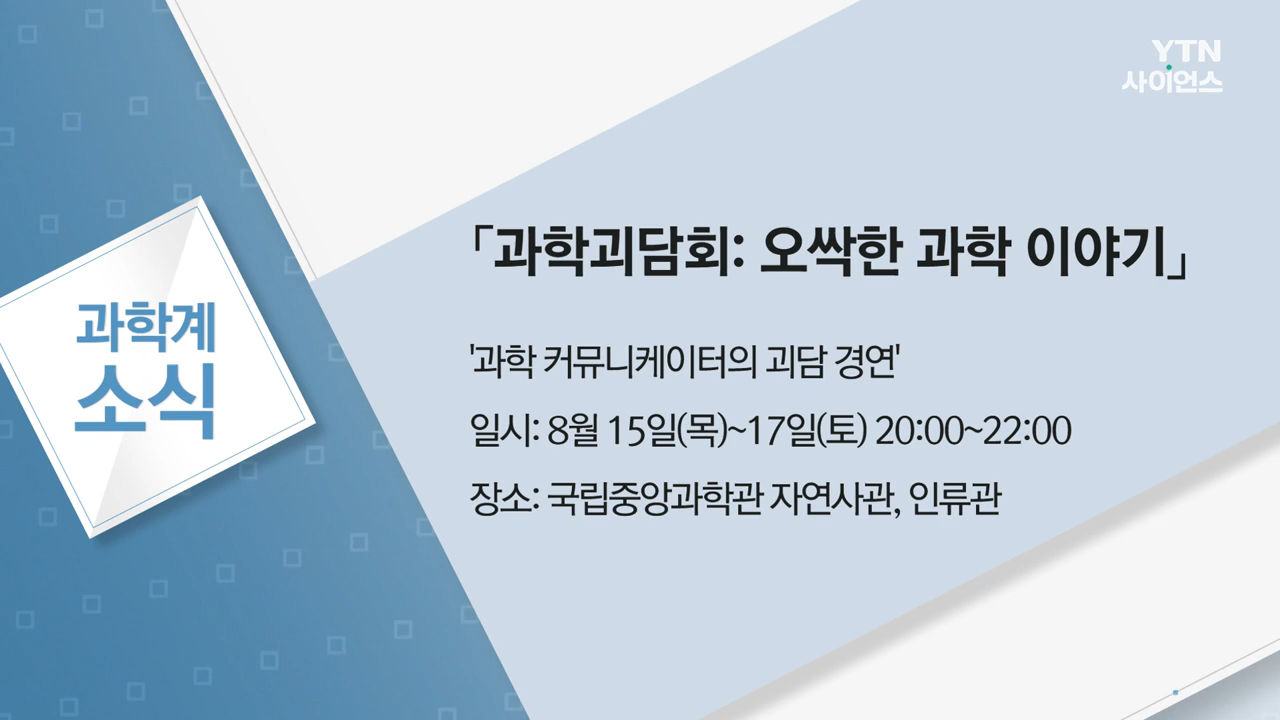 YTN
사이언스
「과학괴담회: 오싹한 과학 이야기」
과학계
소식
'과학 커뮤니케이터의 괴담 경연'
일시: 8월 15일(목)~17일(토) 20:00~22:00
장소: 국립중앙과학관 자연사관, 인류관